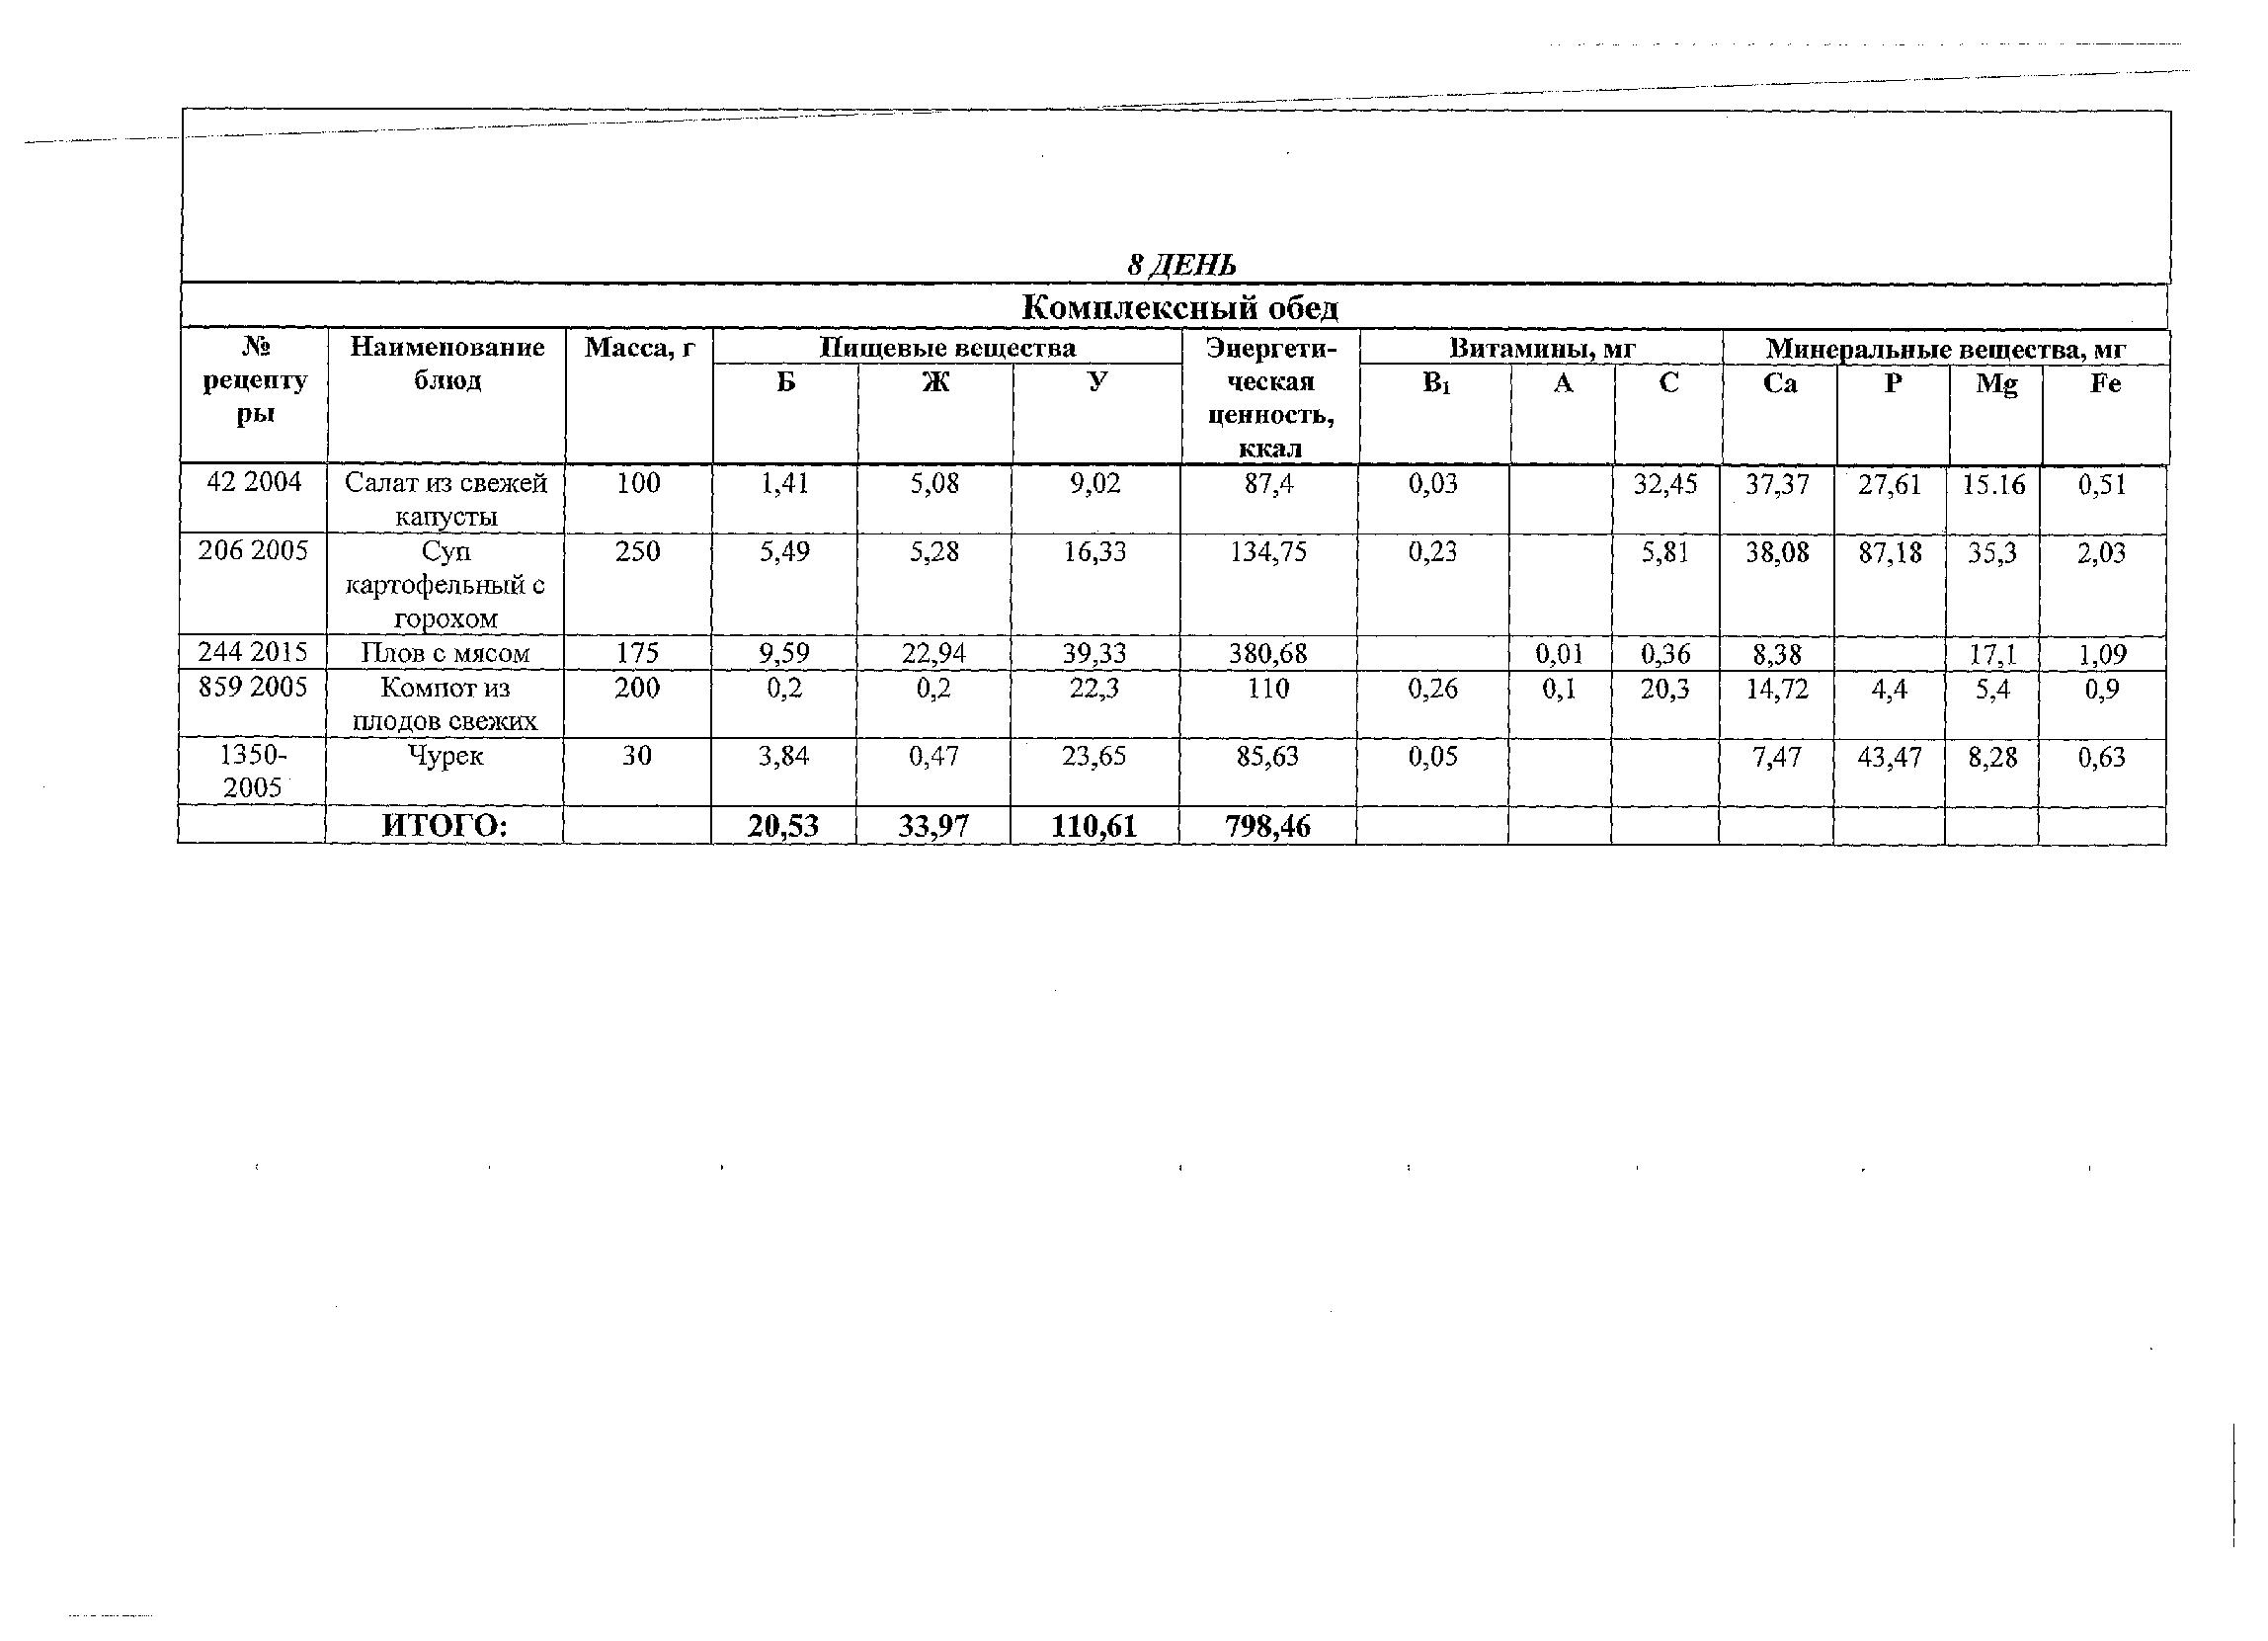 8 ДЕНЬ
Комплексный обед
№ рецепту ры Наименование блюд Масса, г Пищевые вещества Энергети- ческая ценность, ккал Витамины, мг Минеральные вещества, мг
Б Ж У B1 A C Ca P Mg Fe
42 2004 Салат из свежей капусты 100 1,41 5,08 9,02 87,4 0,03 32,45 37,37 27,61 15.16 0,51
206 2005 Суп картофельный с горохом 250 5,49 5,28 16,33 134,75 0,23 5,81 38,08 87,18 35,3 2,03
244 2015 Плов с мясом 175 9,59 22,94 39,33 380,68 0,01 0,36 8,38 17,1 1,09
859 2005 Компот из плодов свежих 200 0,2 0,2 22,3 110 0,26 0,1 20,3 14,72 4,4 5,4 0,9
1350- 2005 Чурек 30 3,84 0,47 23,65 85,63 0,05 7,47 43,47 8,28 0,63
ИТОГО: 20,53 33,97 110,61 798,46